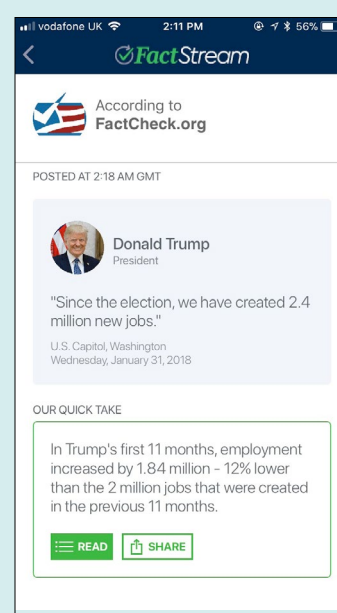 vodafone UK 2:11 PM 56%
FactStream
According to
FactCheck.org
POSTED AT 2:18 AM GMT
Donald Trump
President
"Since the election, we have created 2.4
million new jobs."
U.S. Capitol, Washington
Wednesday, January 31, 2018
OUR QUICK TAKE
In Trump's first 11 months, employment
increased by 1.84 million - 12% lower
than the 2 million jobs that were created
in the previous 11 months.
READ SHARE